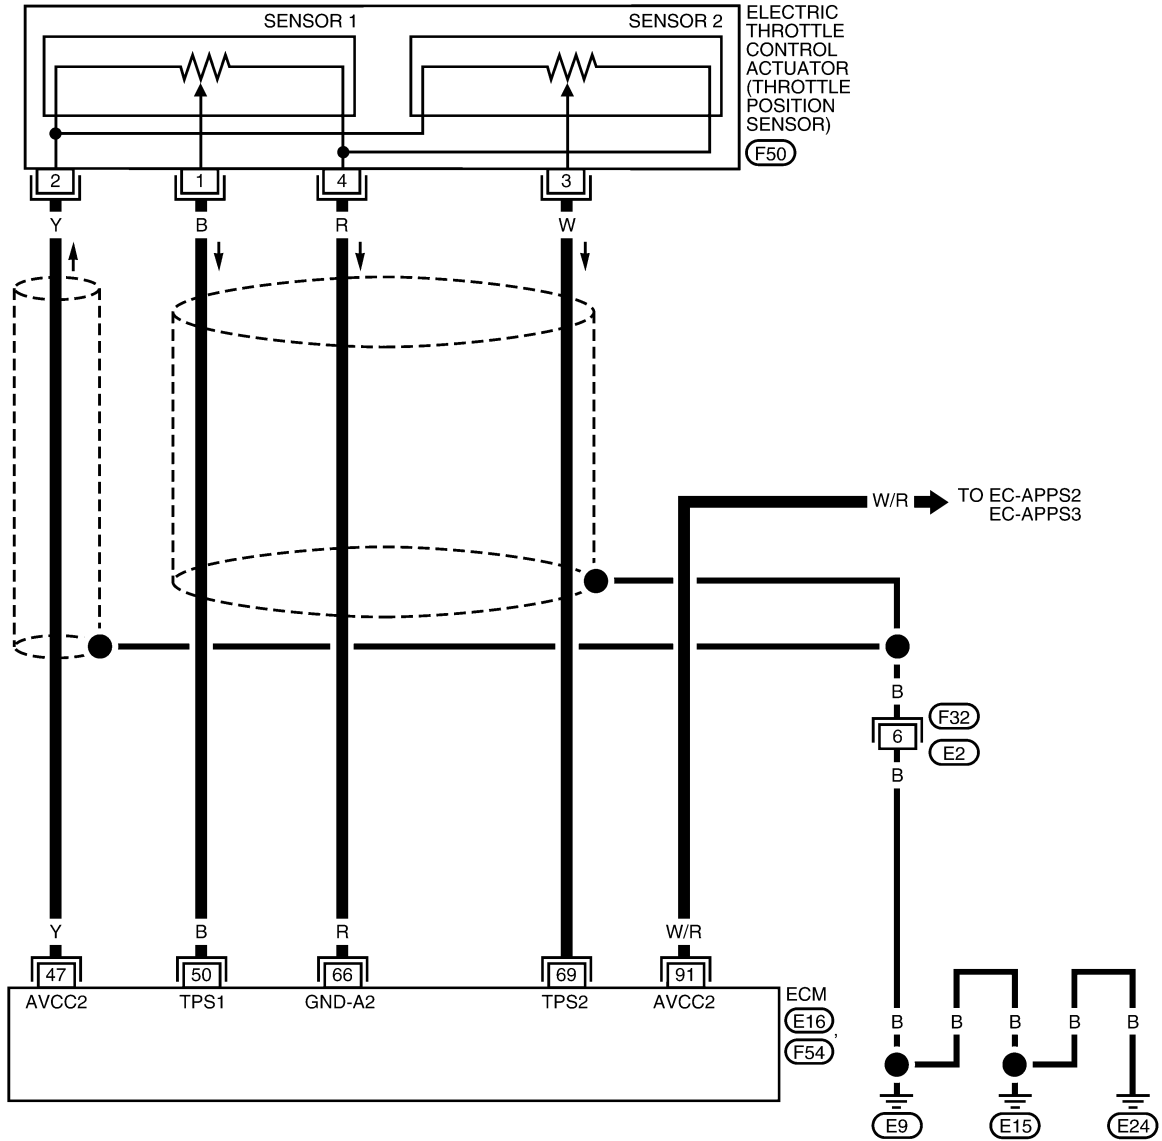 SENSOR 1
SENSOR 2
ELECTRIC
THROTTLE
CONTROL
ACTUATOR
(THROTTLE
POSITION
SENSOR)
F50
2 1 4 3
Y B R W
W/R
TO EC-APPS2
EC-APPS3
B
F32
6
E2
B
Y B R W/R
47 50 66 69 91
AVCC2 TPS1 GND-A2 TPS2 AVCC2
ECM
E16 ,
F54
B B B B B
E9 E15 E24